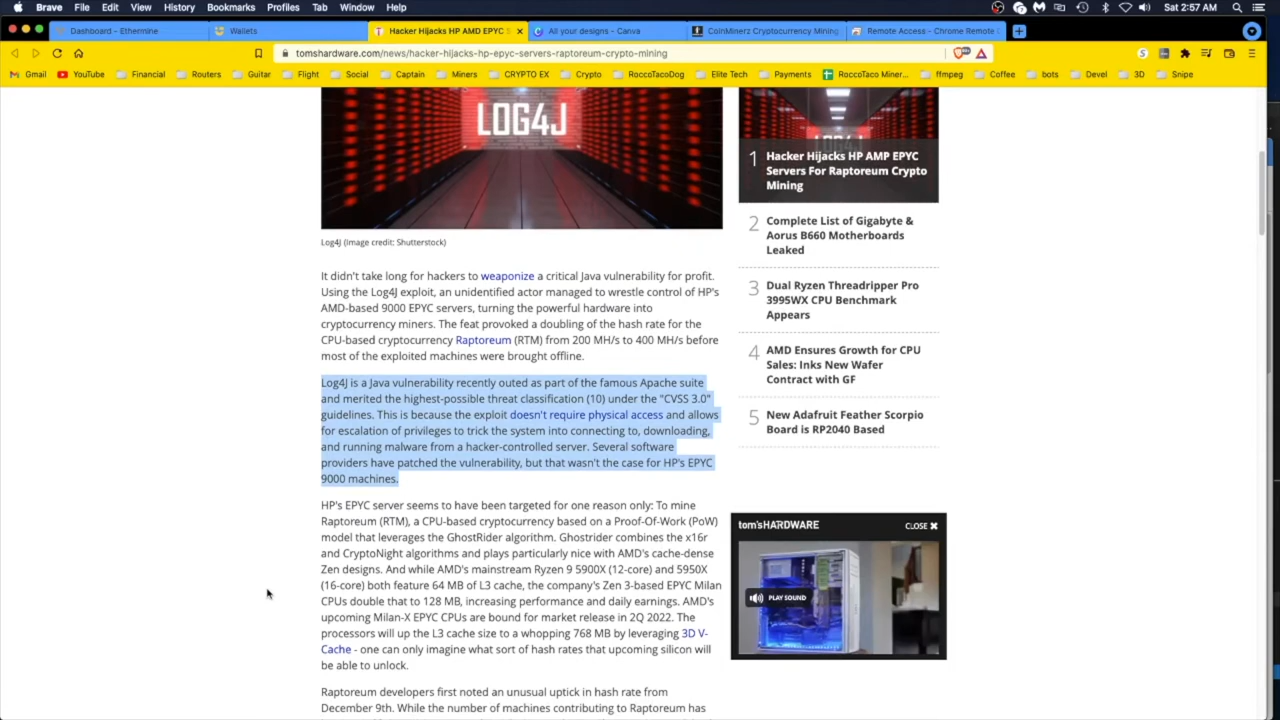 Brave File Edit View History Bookmarks Profiles Tab Window Help Sat 2:57 AM
Dashboard - Ethermine Wallets Hacker Hijacks HP AMD EPYC S All your designs - Canva CoinMinerz Cryptocurrency Mining Remote Access - Chrome Remote D
tomshardware.com/news/hacker-hijacks-hp-epyc-servers-raptoreum-crypto-mining
Gmail YouTube Financial Routers Guitar Flight Social Captain Miners CRYPTO EX Crypto RoccoTacoDog Elite Tech Payments RoccoTaco Miner... ffmpeg Coffee bots Devel 3D Snipe
LOG4J
Log4J (Image credit: Shutterstock)
It didn't take long for hackers to weaponize a critical Java vulnerability for profit.
Using the Log4J exploit, an unidentified actor managed to wrestle control of HP's
AMD-based 9000 EPYC servers, turning the powerful hardware into
cryptocurrency miners. The feat provoked a doubling of the hash rate for the
CPU-based cryptocurrency Raptoreum (RTM) from 200 MH/s to 400 MH/s before
most of the exploited machines were brought offline.
Log4J is a Java vulnerability recently outed as part of the famous Apache suite
and merited the highest-possible threat classification (10) under the "CVSS 3.0"
guidelines. This is because the exploit doesn't require physical access and allows
for escalation of privileges to trick the system into connecting to, downloading,
and running malware from a hacker-controlled server. Several software
providers have patched the vulnerability, but that wasn't the case for HP's EPYC
9000 machines.
HP's EPYC server seems to have been targeted for one reason only: To mine
Raptoreum (RTM), a CPU-based cryptocurrency based on a Proof-Of-Work (PoW)
model that leverages the GhostRider algorithm. Ghostrider combines the x16r
and CryptoNight algorithms and plays particularly nice with AMD's cache-dense
Zen designs. And while AMD's mainstream Ryzen 9 5900X (12-core) and 5950X
(16-core) both feature 64 MB of L3 cache, the company's Zen 3-based EPYC Milan
CPUs double that to 128 MB, increasing performance and daily earnings. AMD's
upcoming Milan-X EPYC CPUs are bound for market release in 2Q 2022. The
processors will up the L3 cache size to a whopping 768 MB by leveraging 3D V-
Cache - one can only imagine what sort of hash rates that upcoming silicon will
be able to unlock.
Raptoreum developers first noted an unusual uptick in hash rate from
December 9th. While the number of machines contributing to Raptoreum has
1 Hacker Hijacks HP AMP EPYC
Servers For Raptoreum Crypto
Mining
2 Complete List of Gigabyte &
Aorus B660 Motherboards
Leaked
3 Dual Ryzen Threadripper Pro
3995WX CPU Benchmark
Appears
4 AMD Ensures Growth for CPU
Sales: Inks New Wafer
Contract with GF
5 New Adafruit Feather Scorpio
Board is RP2040 Based
tom'sHARDWARE CLOSE
PLAY SOUND